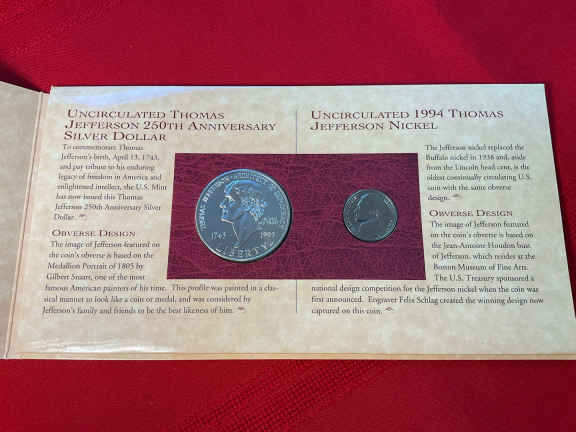 UNCIRCULATED THOMAS
JEFFERSON 250TH ANNIVERSARY
SILVER DOLLAR
To commemorate Thomas
Jefferson's birth, April 13, 1743,
and pay tribute to his enduring
legacy of freedom in America and
enlightened intellect, the U.S. Mint
has now issued this Thomas
Jefferson 250th Anniversary Silver
Dollar.
OBVERSE DESIGN
The image of Jefferson featured on
the coin's obverse is based on the
Medallion Portrait of 1805 by
Gilbert Stuart, one of the most
famous American painters of his time. This profile was painted in a clas-
sical manner to look like a coin or medal, and was considered by
Jefferson's family and friends to be the best likeness of him.
1743
1993
LIBERTY
UNCIRCULATED 1994 THOMAS
JEFFERSON NICKEL
The Jefferson nickel replaced the
Buffalo nickel in 1938 and, aside
from the Lincoln head cent, is the
oldest continually circulating U.S.
coin with the same obverse
design.
OBVERSE DESIGN
The image of Jefferson featured
on the coin's obverse is based on
the Jean-Antoine Houdon bust
of Jefferson, which resides at the
Boston Museum of Fine Arts.
The U.S. Treasury sponsored a
national design competition for the Jefferson nickel when the coin was
first announced. Engraver Felix Schlag created the winning design now
captured on this coin.